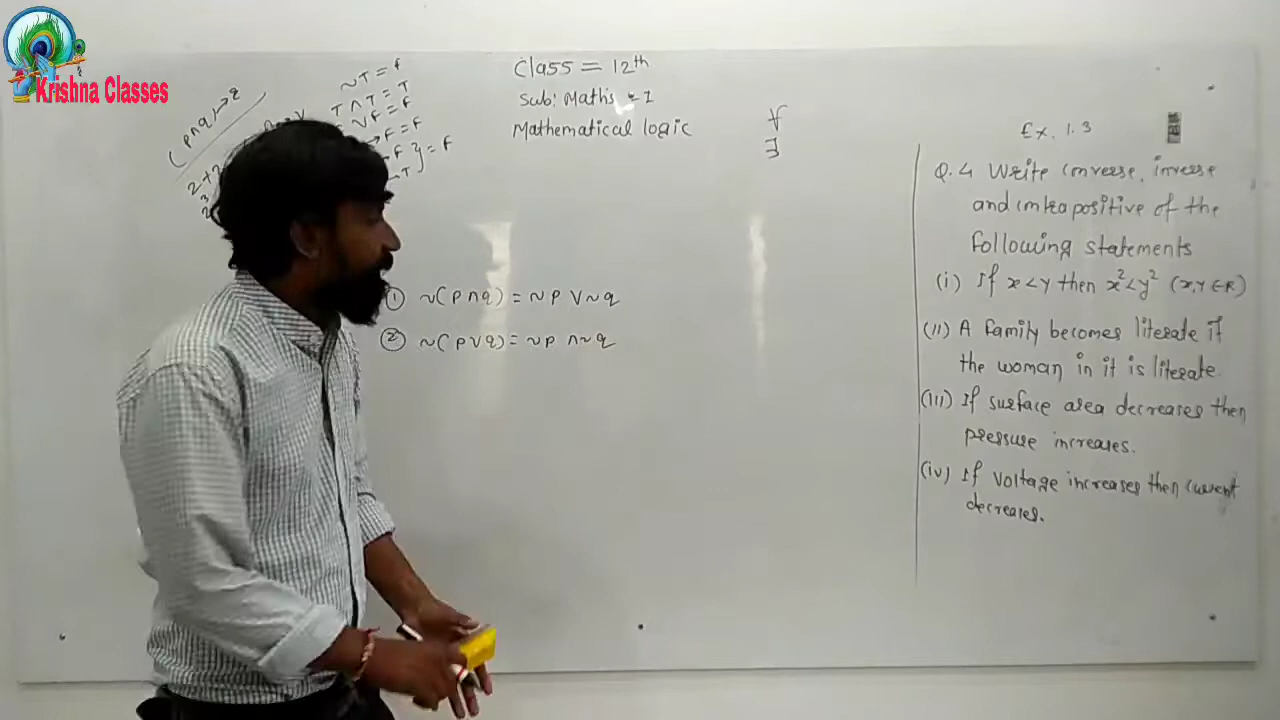 Krishna Classes
(p∧q)→r
~T = F
T ∧ T = T
∨ F = F
→F = F
Class = 12th
Sub: Maths - I
Mathematical logic
∀
∃
① ~(p∧q) ≡ ~p ∨ ~q
② ~(p∨q) ≡ ~p ∧ ~q
Ex. 1.3
Q. 4 Write converse, inverse
and contrapositive of the
following statements
(i) If x < y then x² < y² (x, y ∈ R)
(ii) A family becomes literate if
the woman in it is literate.
(iii) If surface area decreases then
pressure increases.
(iv) If voltage increases then current
decreases.